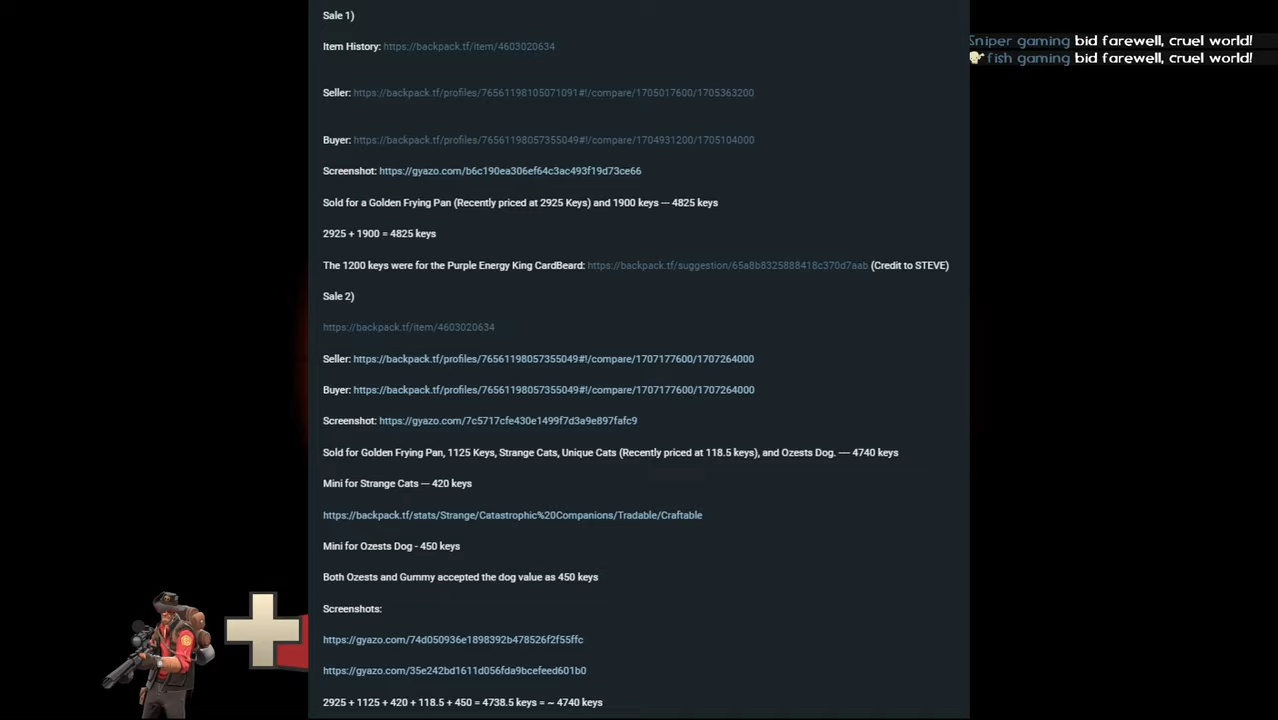 Sale 1)
Sniper gaming bid farewell, cruel world!
Item History: https://backpack.tf/item/4603020634
fish gaming bid farewell, cruel world!
Seller: https://backpack.tf/profiles/76561198105071091#!/compare/1705017600/1705363200
Buyer: https://backpack.tf/profiles/76561198057355049#!/compare/1704931200/1705104000
Screenshot: https://gyazo.com/b6c190ea306ef64c3ac493f19d73ce66
Sold for a Golden Frying Pan (Recently priced at 2925 Keys) and 1900 keys — 4825 keys
2925 + 1900 = 4825 keys
The 1200 keys were for the Purple Energy King CardBeard: https://backpack.tf/suggestion/65a8b8325888418c370d7aab (Credit to STEVE)
Sale 2)
https://backpack.tf/item/4603020634
Seller: https://backpack.tf/profiles/76561198057355049#!/compare/1707177600/1707264000
Buyer: https://backpack.tf/profiles/76561198057355049#!/compare/1707177600/1707264000
Screenshot: https://gyazo.com/7c5717cfe430e1499f7d3a9e897fafc9
Sold for Golden Frying Pan, 1125 Keys, Strange Cats, Unique Cats (Recently priced at 118.5 keys), and Ozests Dog. — 4740 keys
Mini for Strange Cats — 420 keys
https://backpack.tf/stats/Strange/Catastrophic%20Companions/Tradable/Craftable
Mini for Ozests Dog - 450 keys
Both Ozests and Gummy accepted the dog value as 450 keys
Screenshots:
https://gyazo.com/74d050936e1898392b478526f2f55ffc
https://gyazo.com/35e242bd1611d056fda9bcefeed601b0
2925 + 1125 + 420 + 118.5 + 450 = 4738.5 keys = ~ 4740 keys